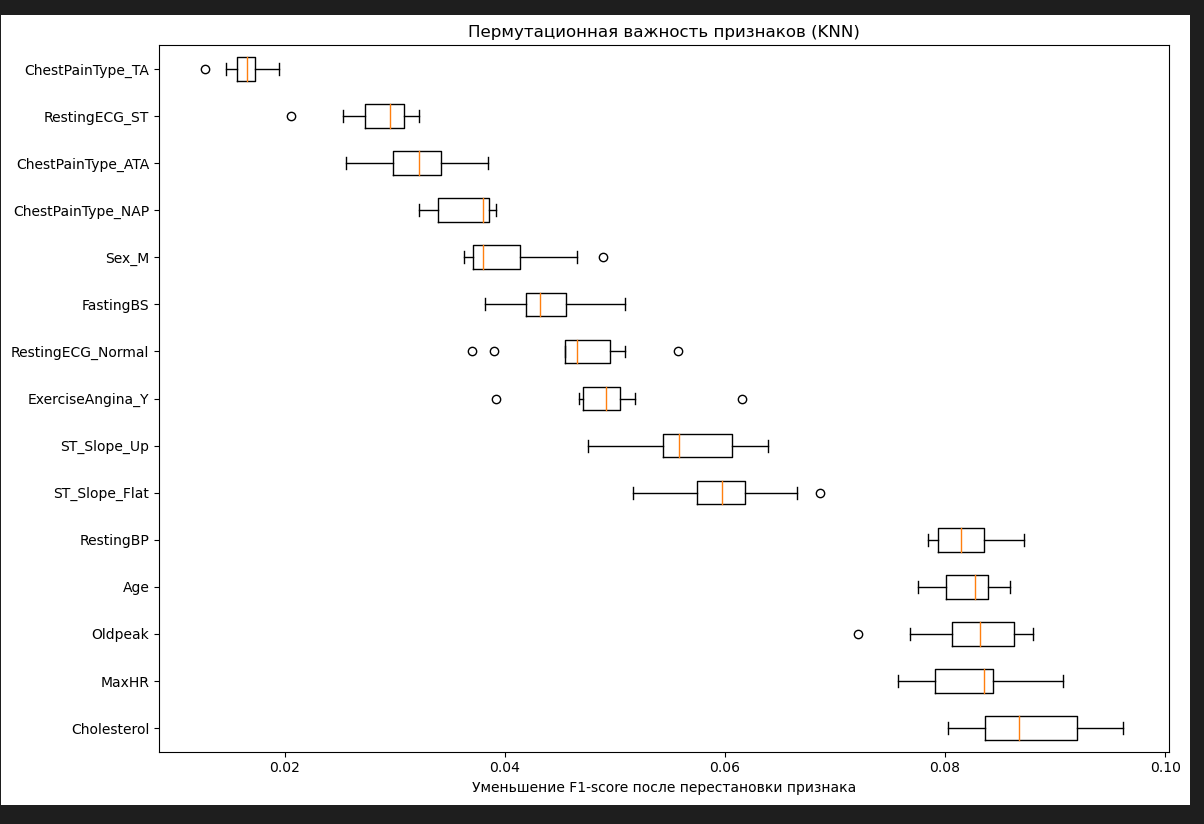 Пермутационная важность признаков (KNN)
ChestPainType_TA
RestingECG_ST
ChestPainType_ATA
ChestPainType_NAP
Sex_M
FastingBS
RestingECG_Normal
ExerciseAngina_Y
ST_Slope_Up
ST_Slope_Flat
RestingBP
Age
Oldpeak
MaxHR
Cholesterol
0.02 0.04 0.06 0.08 0.10
Уменьшение F1-score после перестановки признака